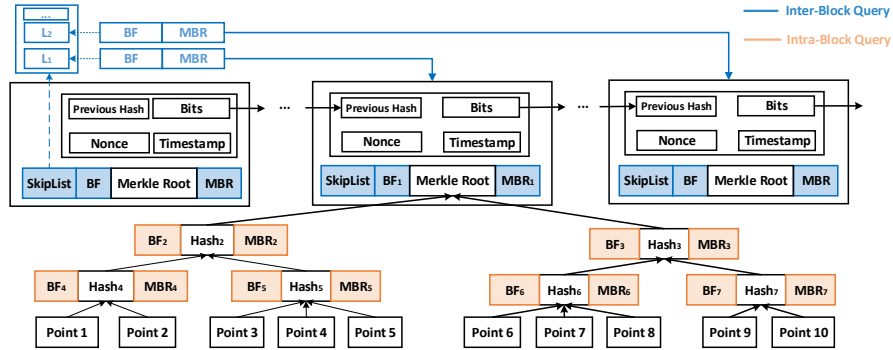 ...
Inter-Block Query
L2 BF MBR
Intra-Block Query
L1 BF MBR
Previous Hash Bits ... Previous Hash Bits ... Previous Hash Bits
Nonce Timestamp Nonce Timestamp Nonce Timestamp
SkipList BF Merkle Root MBR SkipList BF1 Merkle Root MBR1 SkipList BF Merkle Root MBR
BF2 Hash2 MBR2 BF3 Hash3 MBR3
BF4 Hash4 MBR4 BF5 Hash5 MBR5 BF6 Hash6 MBR6 BF7 Hash7 MBR7
Point 1 Point 2 Point 3 Point 4 Point 5 Point 6 Point 7 Point 8 Point 9 Point 10